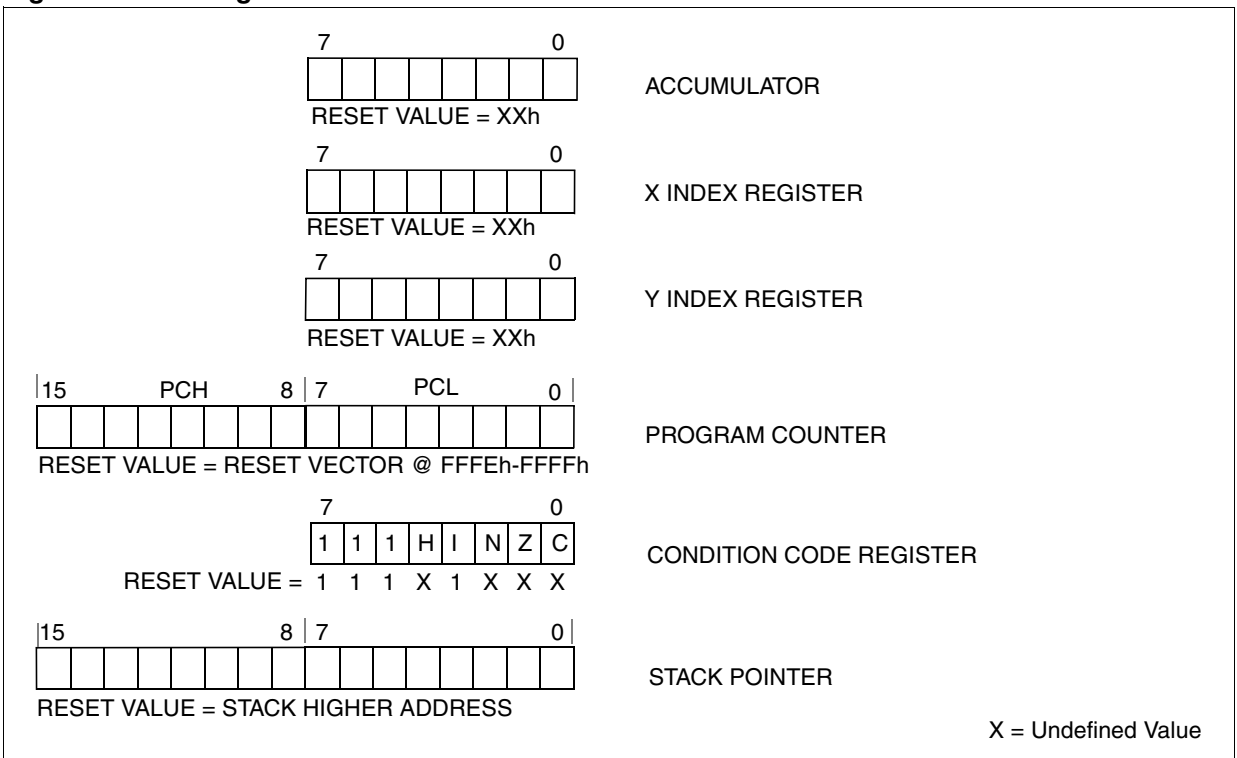 7 0
ACCUMULATOR
RESET VALUE = XXh
7 0
X INDEX REGISTER
RESET VALUE = XXh
7 0
Y INDEX REGISTER
RESET VALUE = XXh
15 PCH 8 7 PCL 0
PROGRAM COUNTER
RESET VALUE = RESET VECTOR @ FFFEh-FFFFh
7 0
1 1 1 H I N Z C
CONDITION CODE REGISTER
RESET VALUE = 1 1 1 X 1 X X X
15 8 7 0
STACK POINTER
RESET VALUE = STACK HIGHER ADDRESS
X = Undefined Value